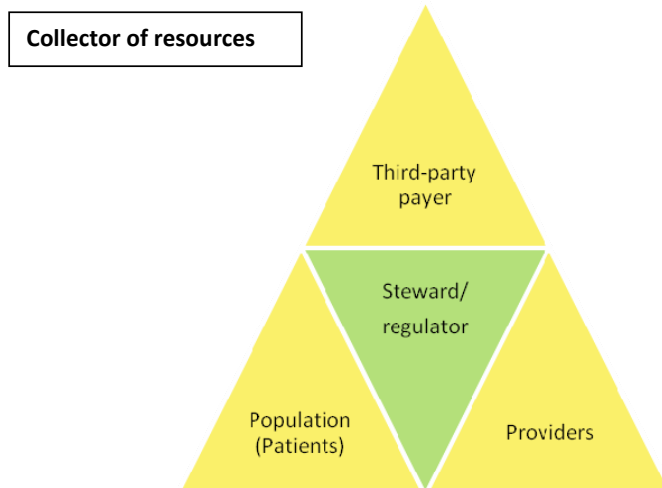 Collector of resources
Third-party
payer
Steward/
regulator
Population
(Patients)
Providers